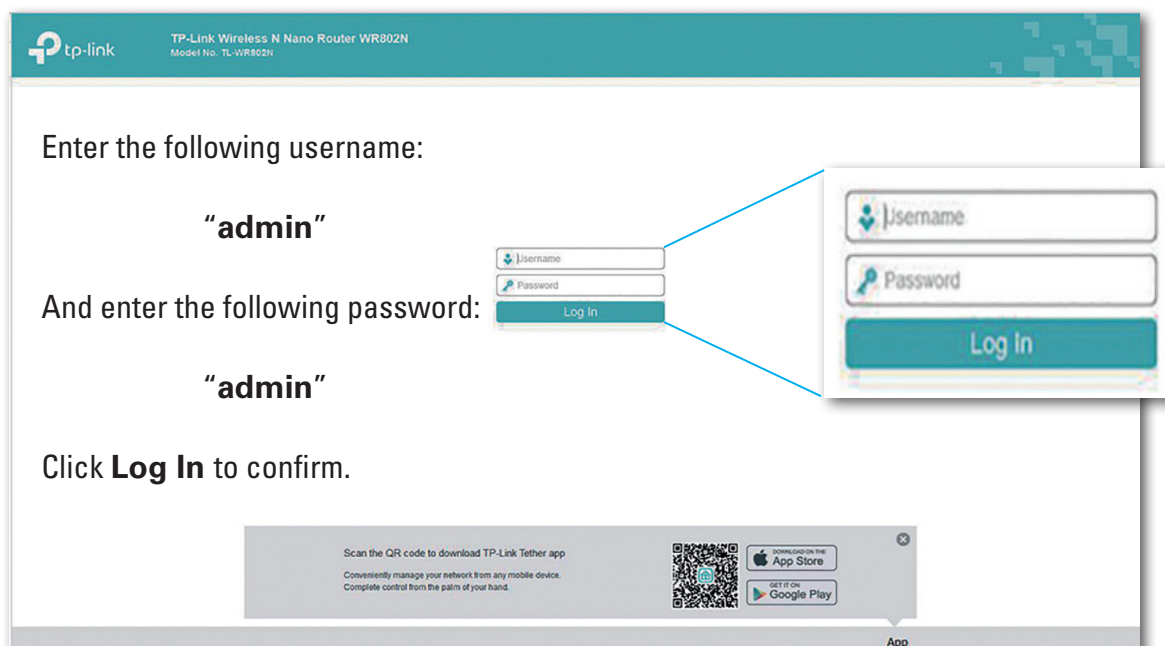 tp-link
TP-Link Wireless N Nano Router WR802N
Model No. TL-WR802N
Enter the following username:
“admin”
And enter the following password:
“admin”
Click Log In to confirm.
Username
Password
Log In
Username
Password
Log In
Scan the QR code to download TP-Link Tether app
Conveniently manage your network from any mobile device.
Complete control from the palm of your hand.
DOWNLOAD ON THE
App Store
GET IT ON
Google Play
App